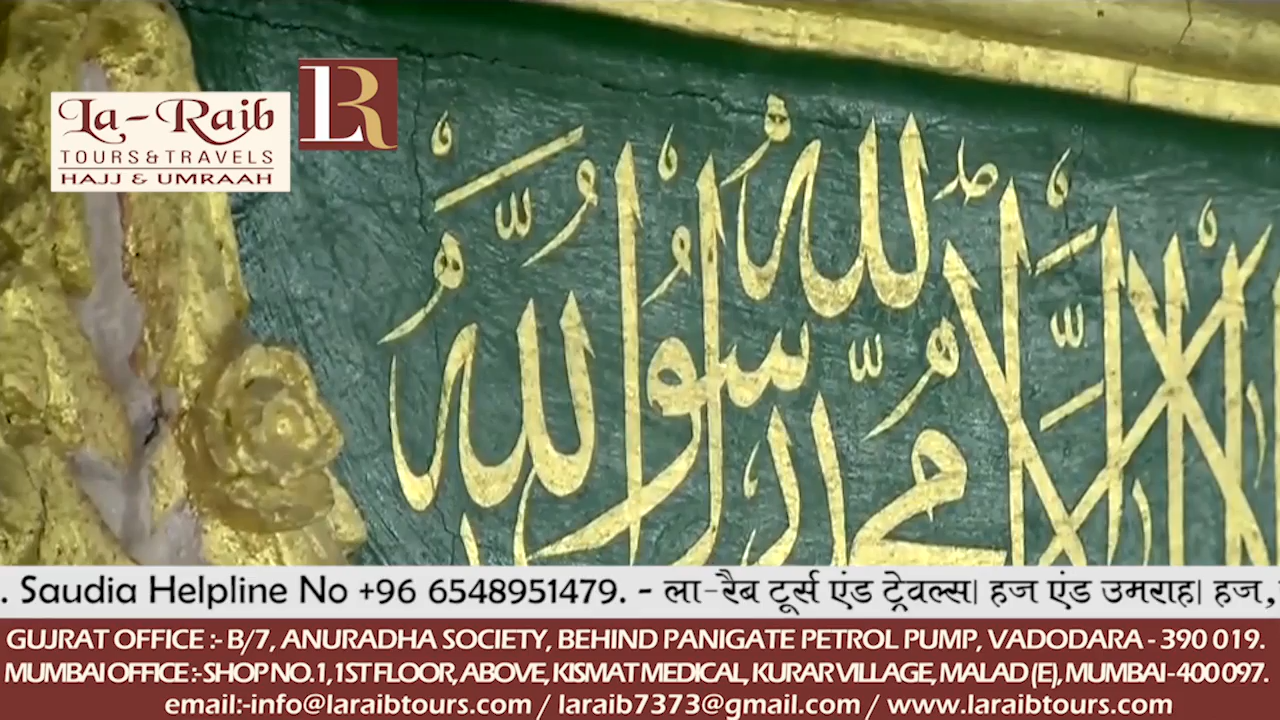 La-Raib
TOURS & TRAVELS
HAJJ & UMRAAH
LR
لا اله الا الله
محمد رسول الله
. Saudia Helpline No +96 6548951479. - ला-रैब टूर्स एंड ट्रेवल्स। हज एंड उमराह। हज,
GUJRAT OFFICE :- B/7, ANURADHA SOCIETY, BEHIND PANIGATE PETROL PUMP, VADODARA - 390 019.
MUMBAI OFFICE :- SHOP NO. 1, 1ST FLOOR, ABOVE, KISMAT MEDICAL, KURAR VILLAGE, MALAD (E), MUMBAI - 400 097.
email:-info@laraibtours.com / laraib7373@gmail.com / www.laraibtours.com